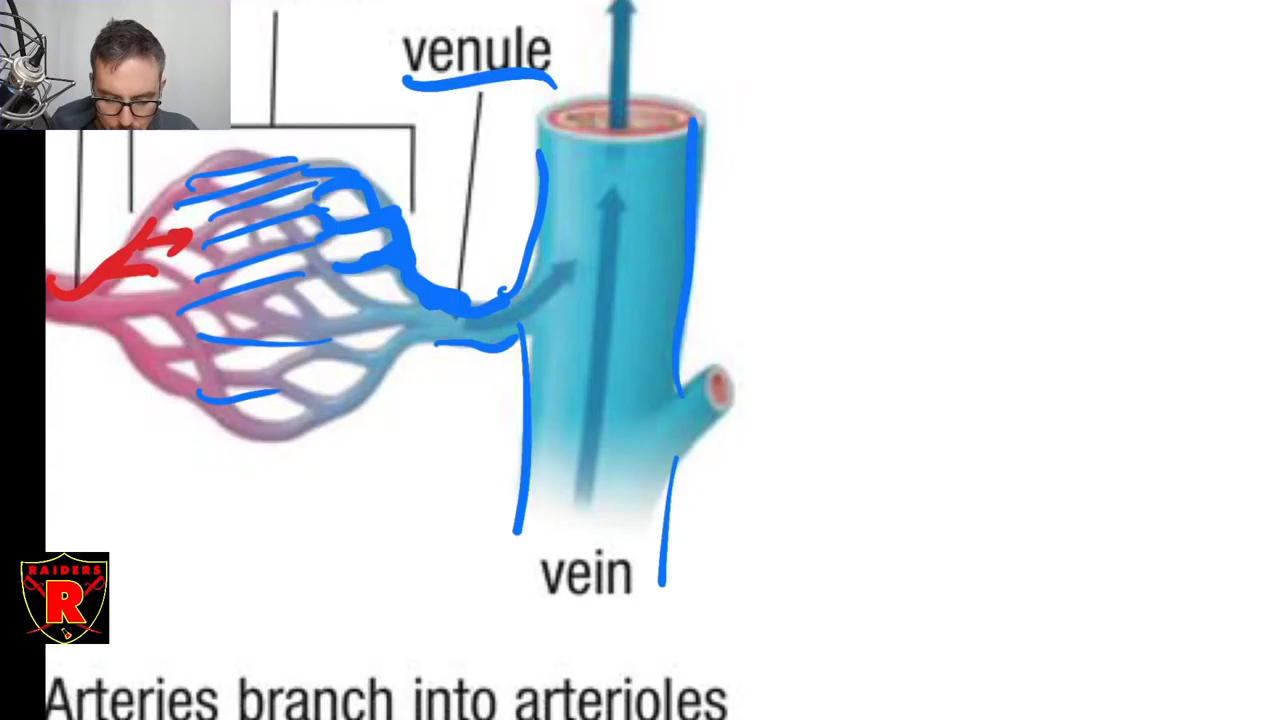 venule
vein
RAIDERS
R
Arteries branch into arterioles